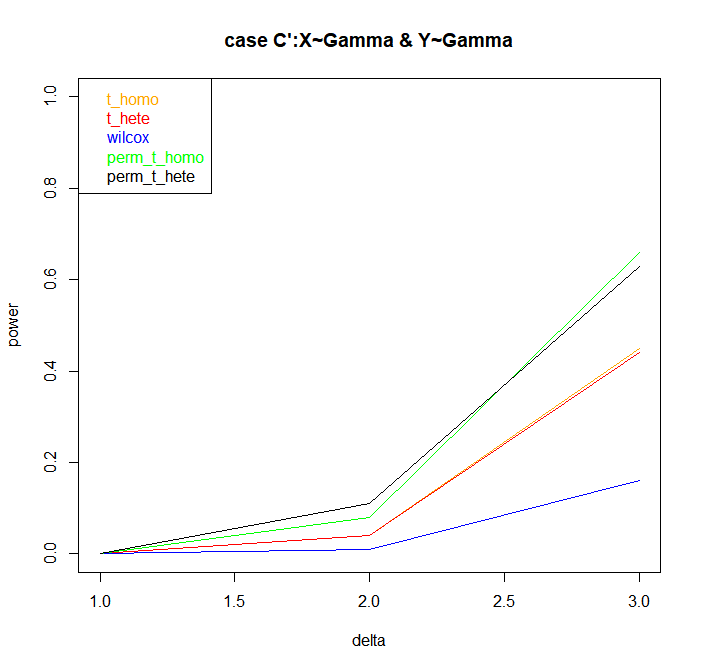 case C':X~Gamma & Y~Gamma
t_homo
t_hete
wilcox
perm_t_homo
perm_t_hete
power
1.0
0.8
0.6
0.4
0.2
0.0
1.0 1.5 2.0 2.5 3.0
delta